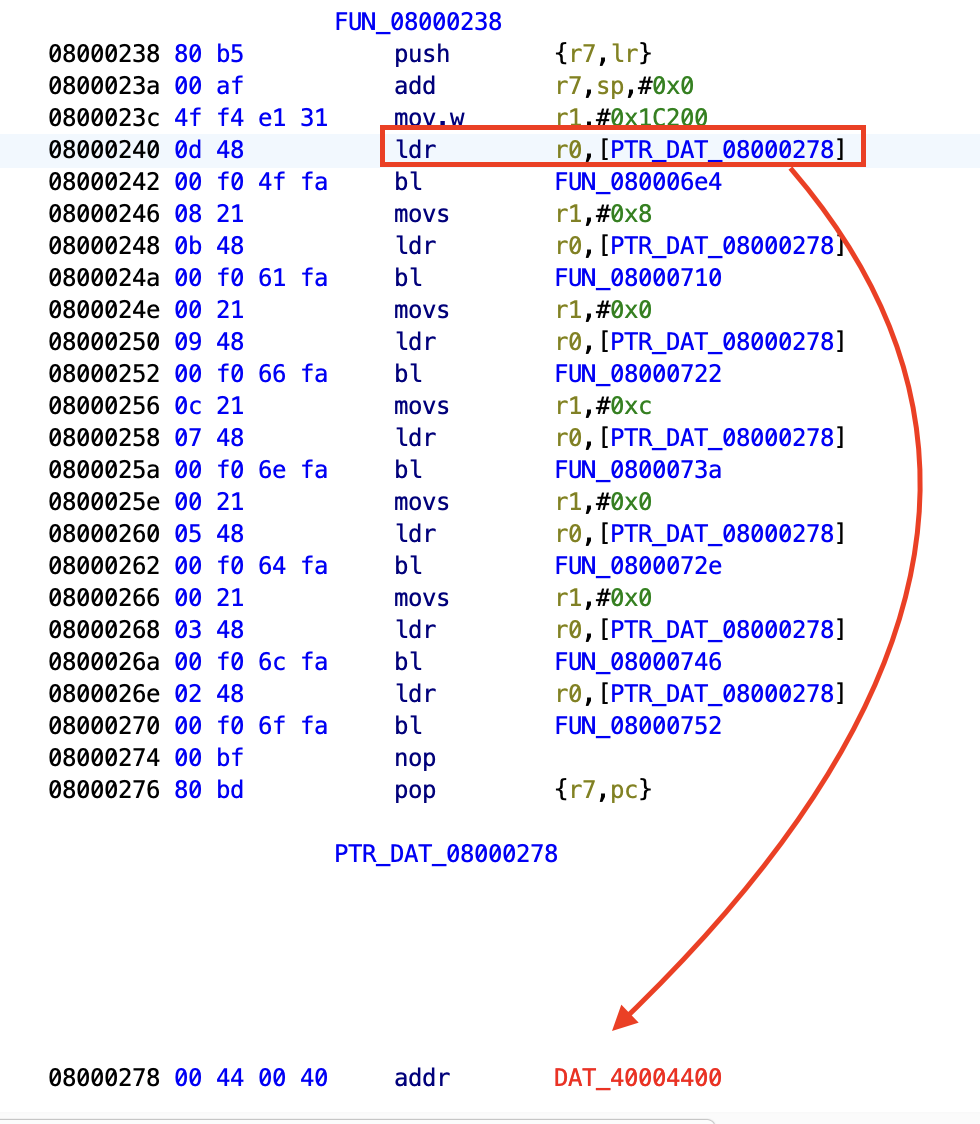 FUN_08000238
08000238 80 b5 push {r7,lr}
0800023a 00 af add r7,sp,#0x0
0800023c 4f f4 e1 31 mov.w r1,#0x1C200
08000240 0d 48 ldr r0,[PTR_DAT_08000278]
08000242 00 f0 4f fa bl FUN_080006e4
08000246 08 21 movs r1,#0x8
08000248 0b 48 ldr r0,[PTR_DAT_08000278]
0800024a 00 f0 61 fa bl FUN_08000710
0800024e 00 21 movs r1,#0x0
08000250 09 48 ldr r0,[PTR_DAT_08000278]
08000252 00 f0 66 fa bl FUN_08000722
08000256 0c 21 movs r1,#0xc
08000258 07 48 ldr r0,[PTR_DAT_08000278]
0800025a 00 f0 6e fa bl FUN_0800073a
0800025e 00 21 movs r1,#0x0
08000260 05 48 ldr r0,[PTR_DAT_08000278]
08000262 00 f0 64 fa bl FUN_0800072e
08000266 00 21 movs r1,#0x0
08000268 03 48 ldr r0,[PTR_DAT_08000278]
0800026a 00 f0 6c fa bl FUN_08000746
0800026e 02 48 ldr r0,[PTR_DAT_08000278]
08000270 00 f0 6f fa bl FUN_08000752
08000274 00 bf nop
08000276 80 bd pop {r7,pc}
PTR_DAT_08000278
08000278 00 44 00 40 addr DAT_40004400